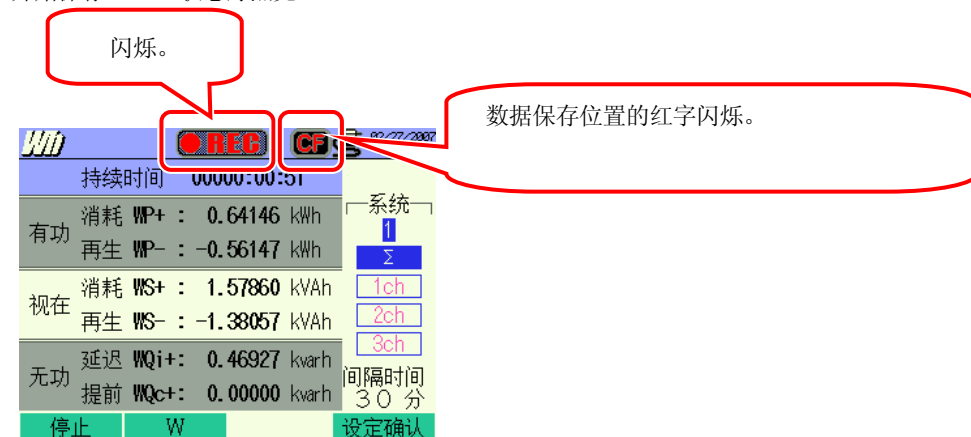 闪烁。
数据保存位置的红字闪烁。
Wh REC CF 02/27/2007
持续时间 00000:00:51
有功 消耗 WP+ : 0.64146 kWh
再生 WP- : -0.56147 kWh
视在 消耗 WS+ : 1.57860 kVAh
再生 WS- : -1.38057 kVAh
无功 延迟 WQi+: 0.46927 kvarh
提前 WQc+: 0.00000 kvarh
系统
1
Σ
1ch
2ch
3ch
间隔时间
30 分
停止 W 设定确认